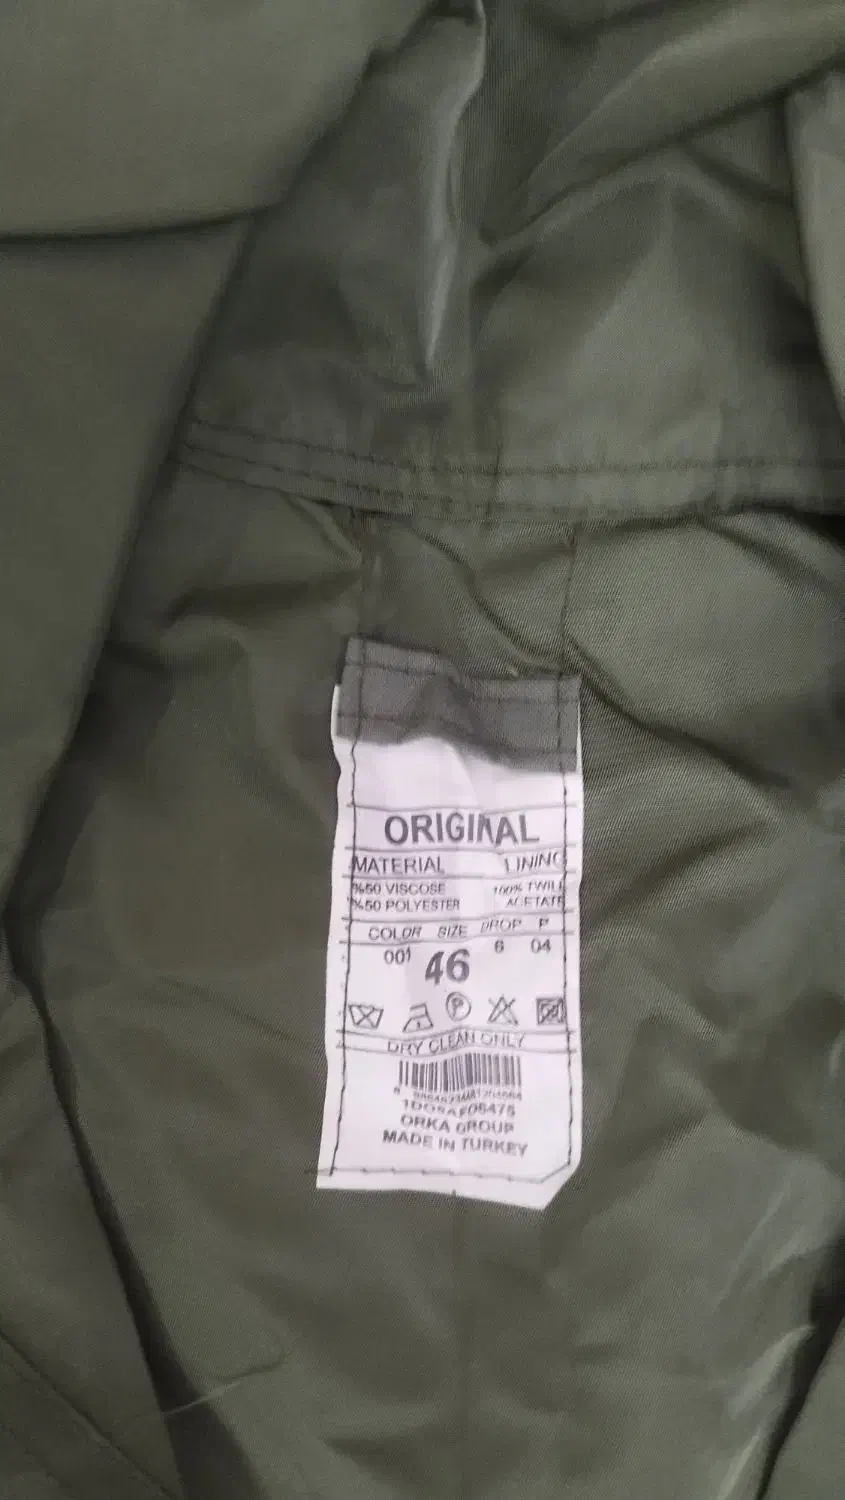 ORIGINAL
MATERIAL LINING
%50 VISCOSE 100% TWILL
%50 POLYESTER ACETATE
COLOR SIZE DROP P
001 46 6 04
P
DRY CLEAN ONLY
ORKA GROUP
MADE IN TURKEY